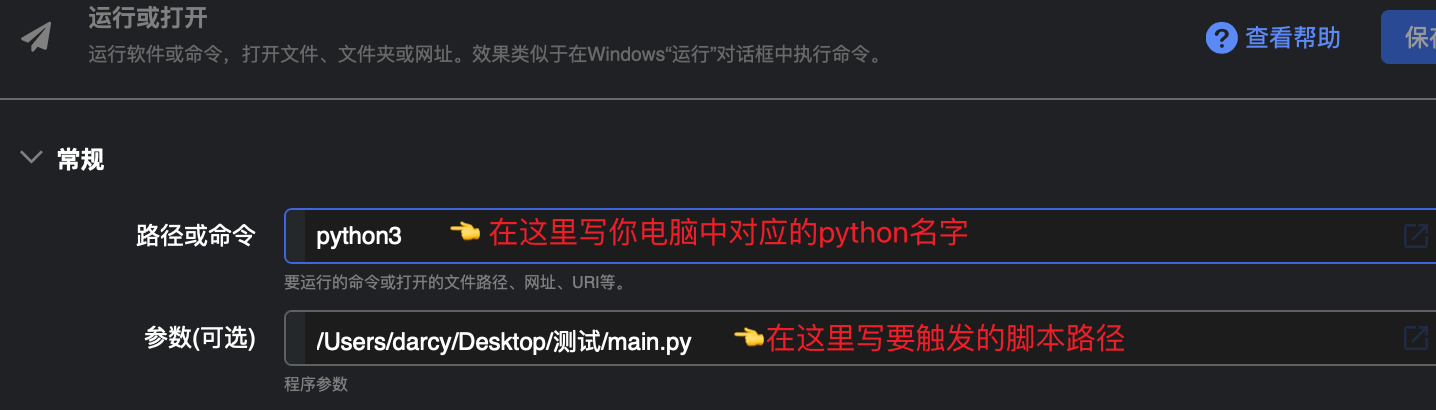 运行或打开
运行软件或命令，打开文件、文件夹或网址。效果类似于在Windows“运行”对话框中执行命令。
? 查看帮助
常规
路径或命令
python3 👈 在这里写你电脑中对应的python名字
要运行的命令或打开的文件路径、网址、URI等。
参数(可选)
/Users/darcy/Desktop/测试/main.py 👈在这里写要触发的脚本路径
程序参数